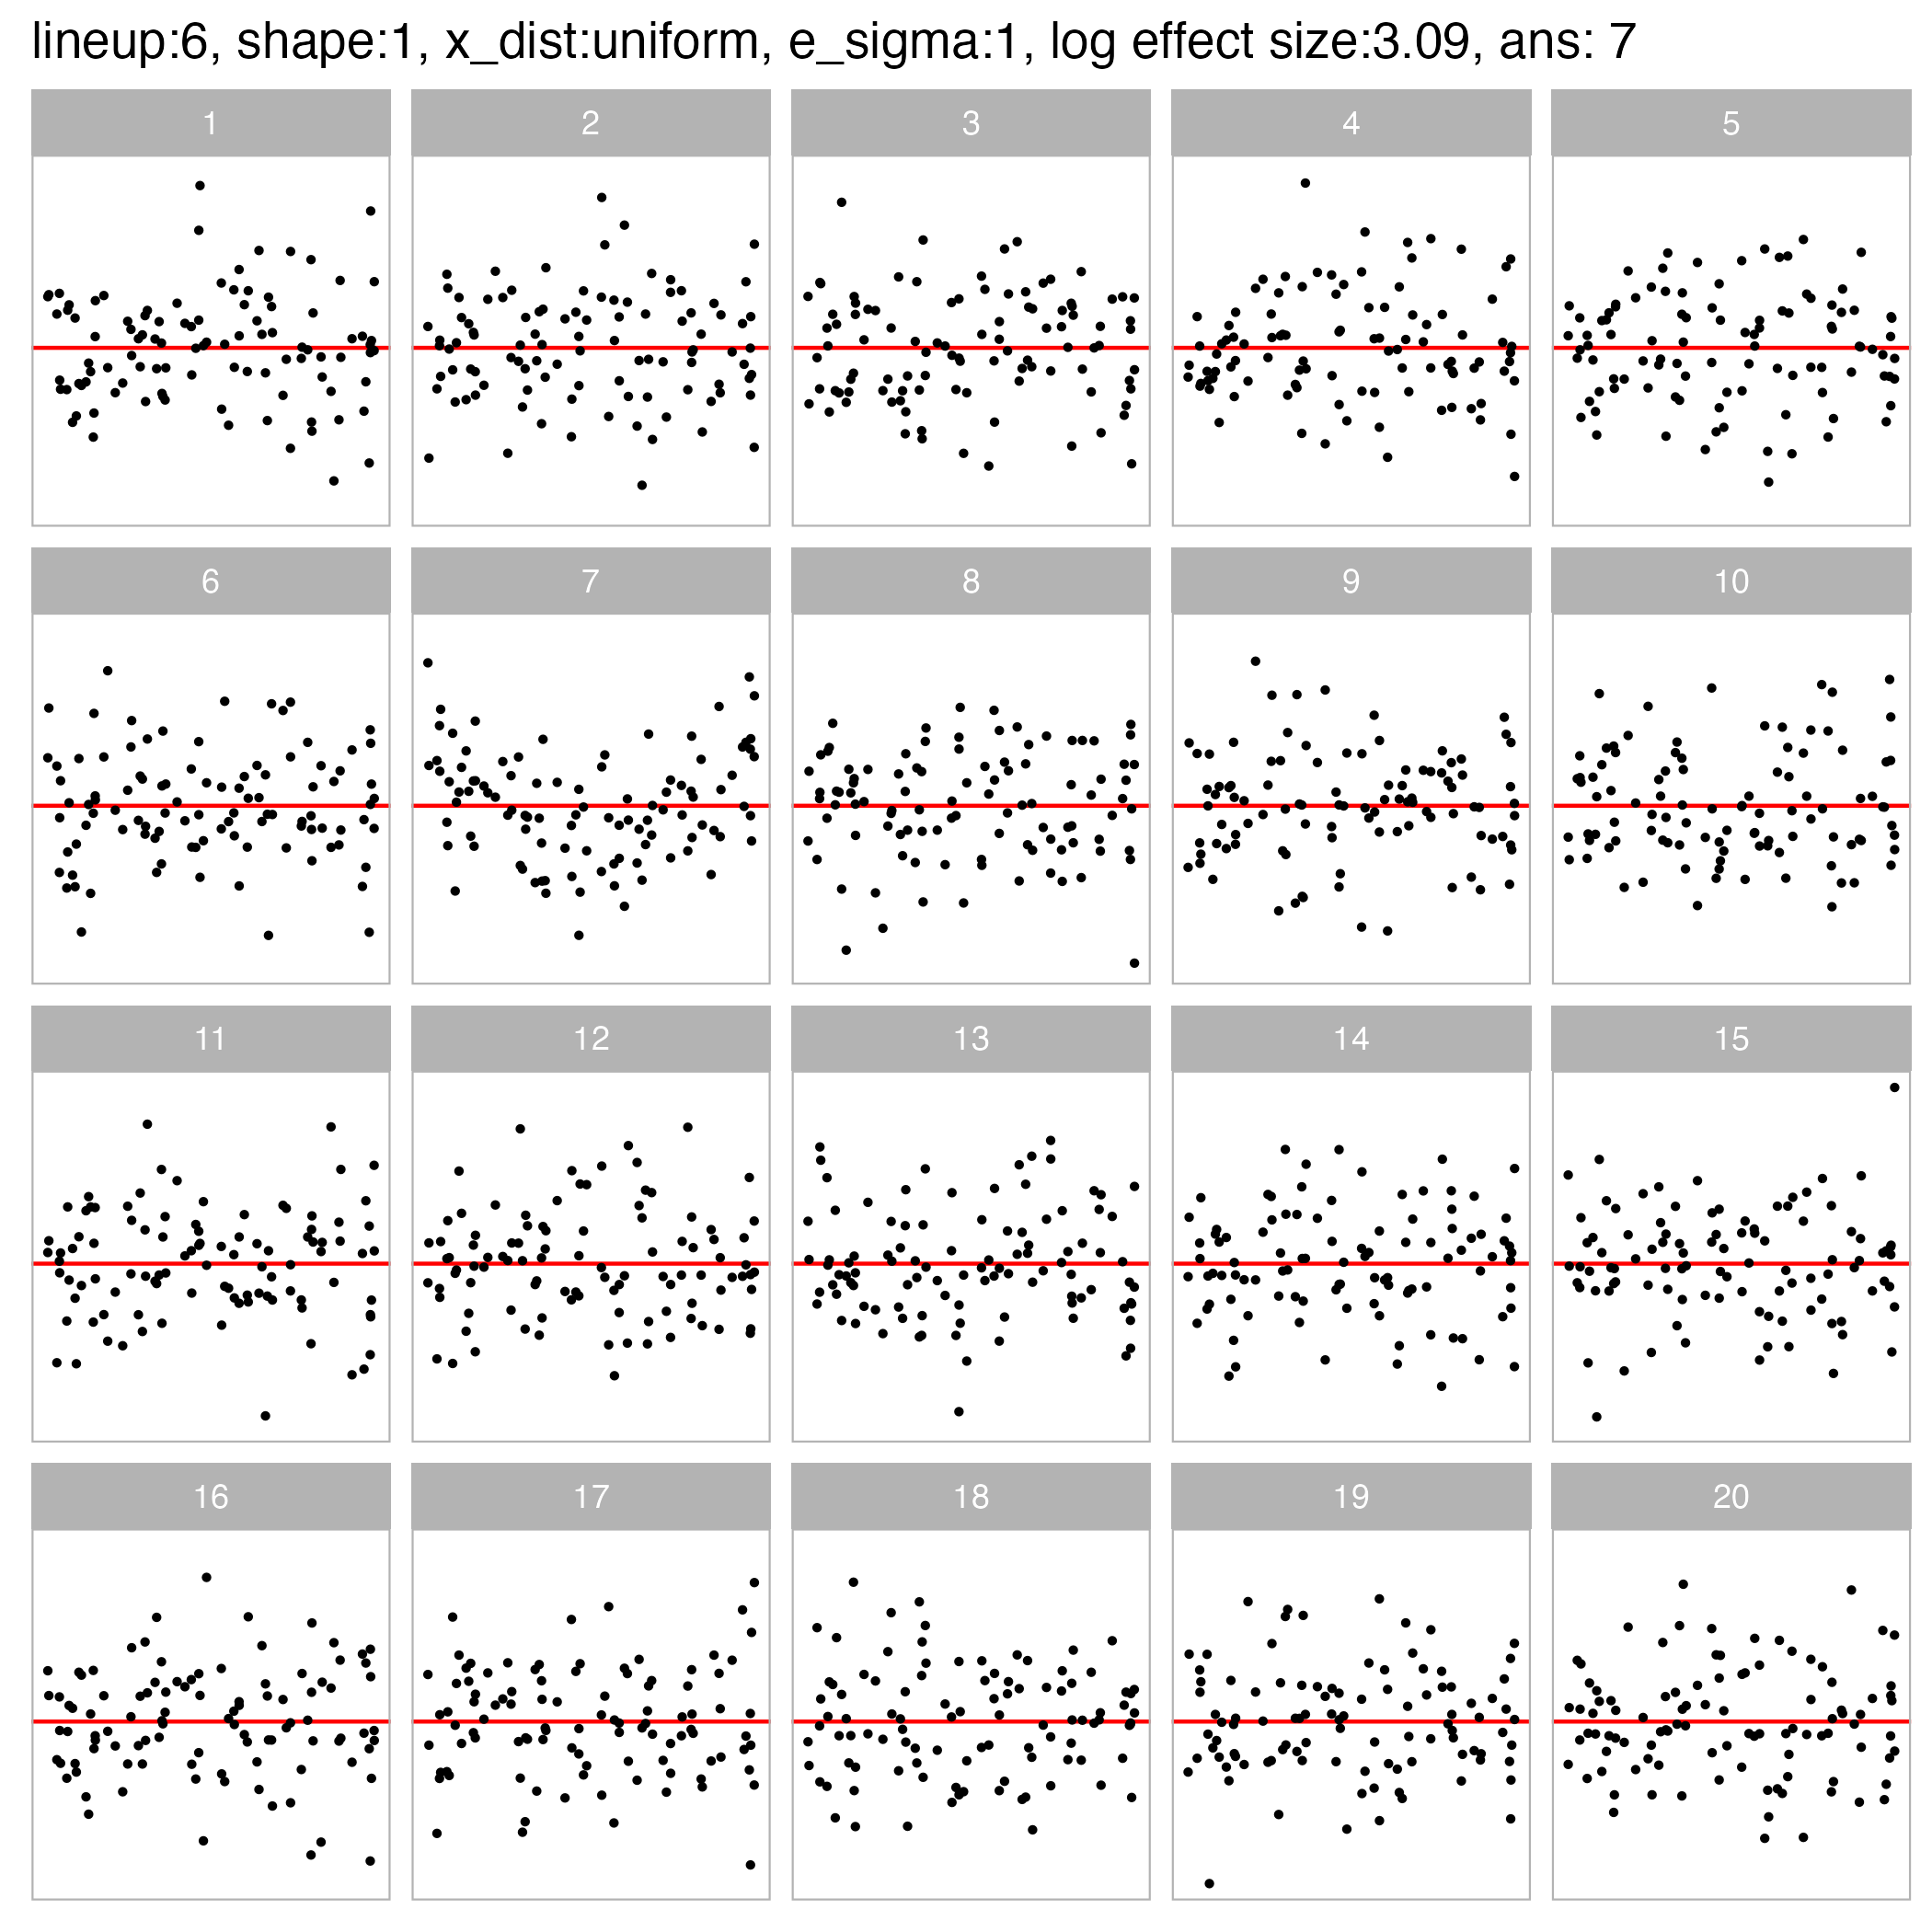 lineup:6, shape:1, x_dist:uniform, e_sigma:1, log effect size:3.09, ans: 7
1 2 3 4 5
6 7 8 9 10
11 12 13 14 15
16 17 18 19 20